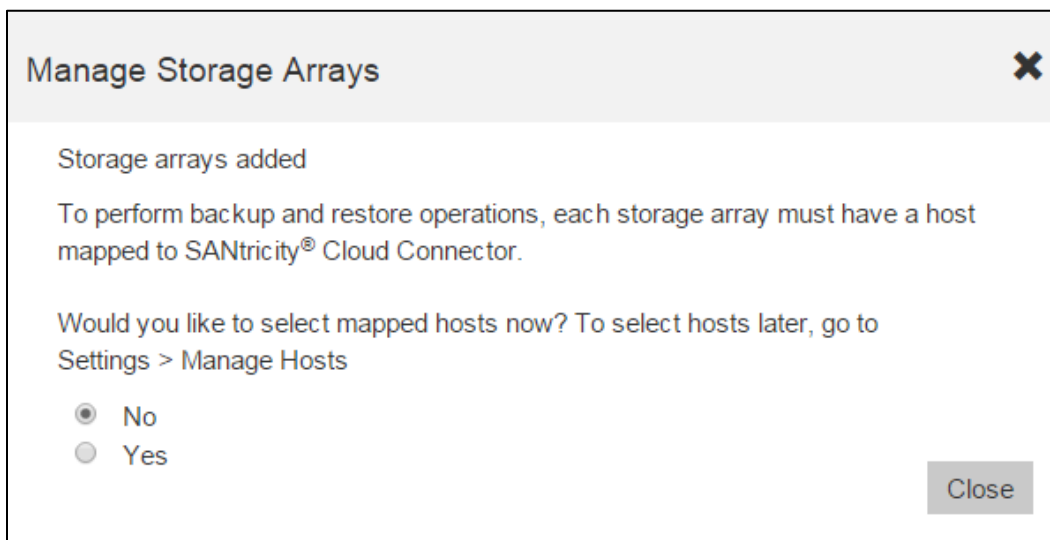 Manage Storage Arrays
Storage arrays added
To perform backup and restore operations, each storage array must have a host
mapped to SANtricity® Cloud Connector.
Would you like to select mapped hosts now? To select hosts later, go to
Settings > Manage Hosts
No
Yes
Close